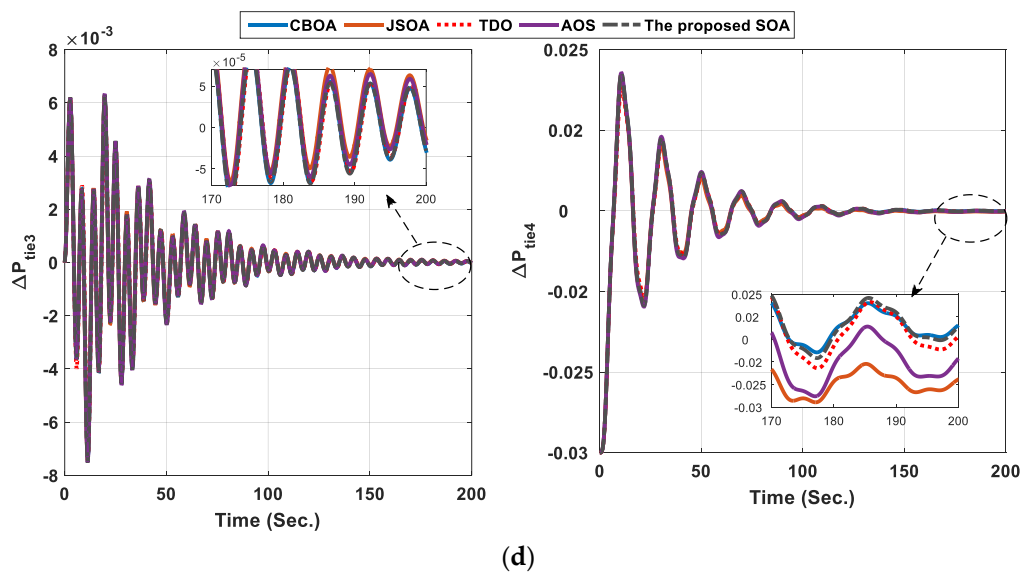 CBOA JSOA TDO AOS The proposed SOA
×10⁻³
8
6
4
2
0
-2
-4
-6
-8
0 50 100 150 200
Time (Sec.)
ΔP_tie3
×10⁻⁵
5
0
-5
170 180 190 200
0.025
0.02
0
-0.02
-0.03
0 50 100 150 200
Time (Sec.)
ΔP_tie4
0.025
0.02
0
-0.02
-0.025
-0.03
170 180 190 200
(d)